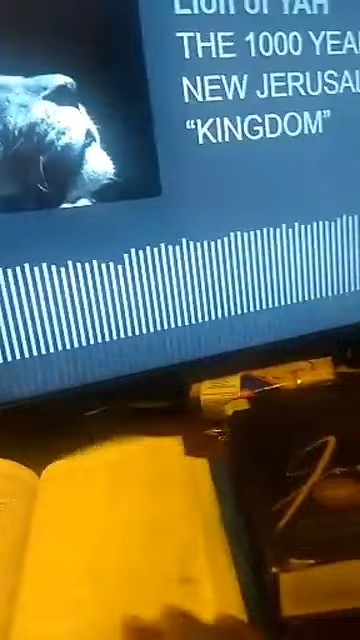 Lion of YAH
THE 1000 YEA
NEW JERUSAL
“KINGDOM”